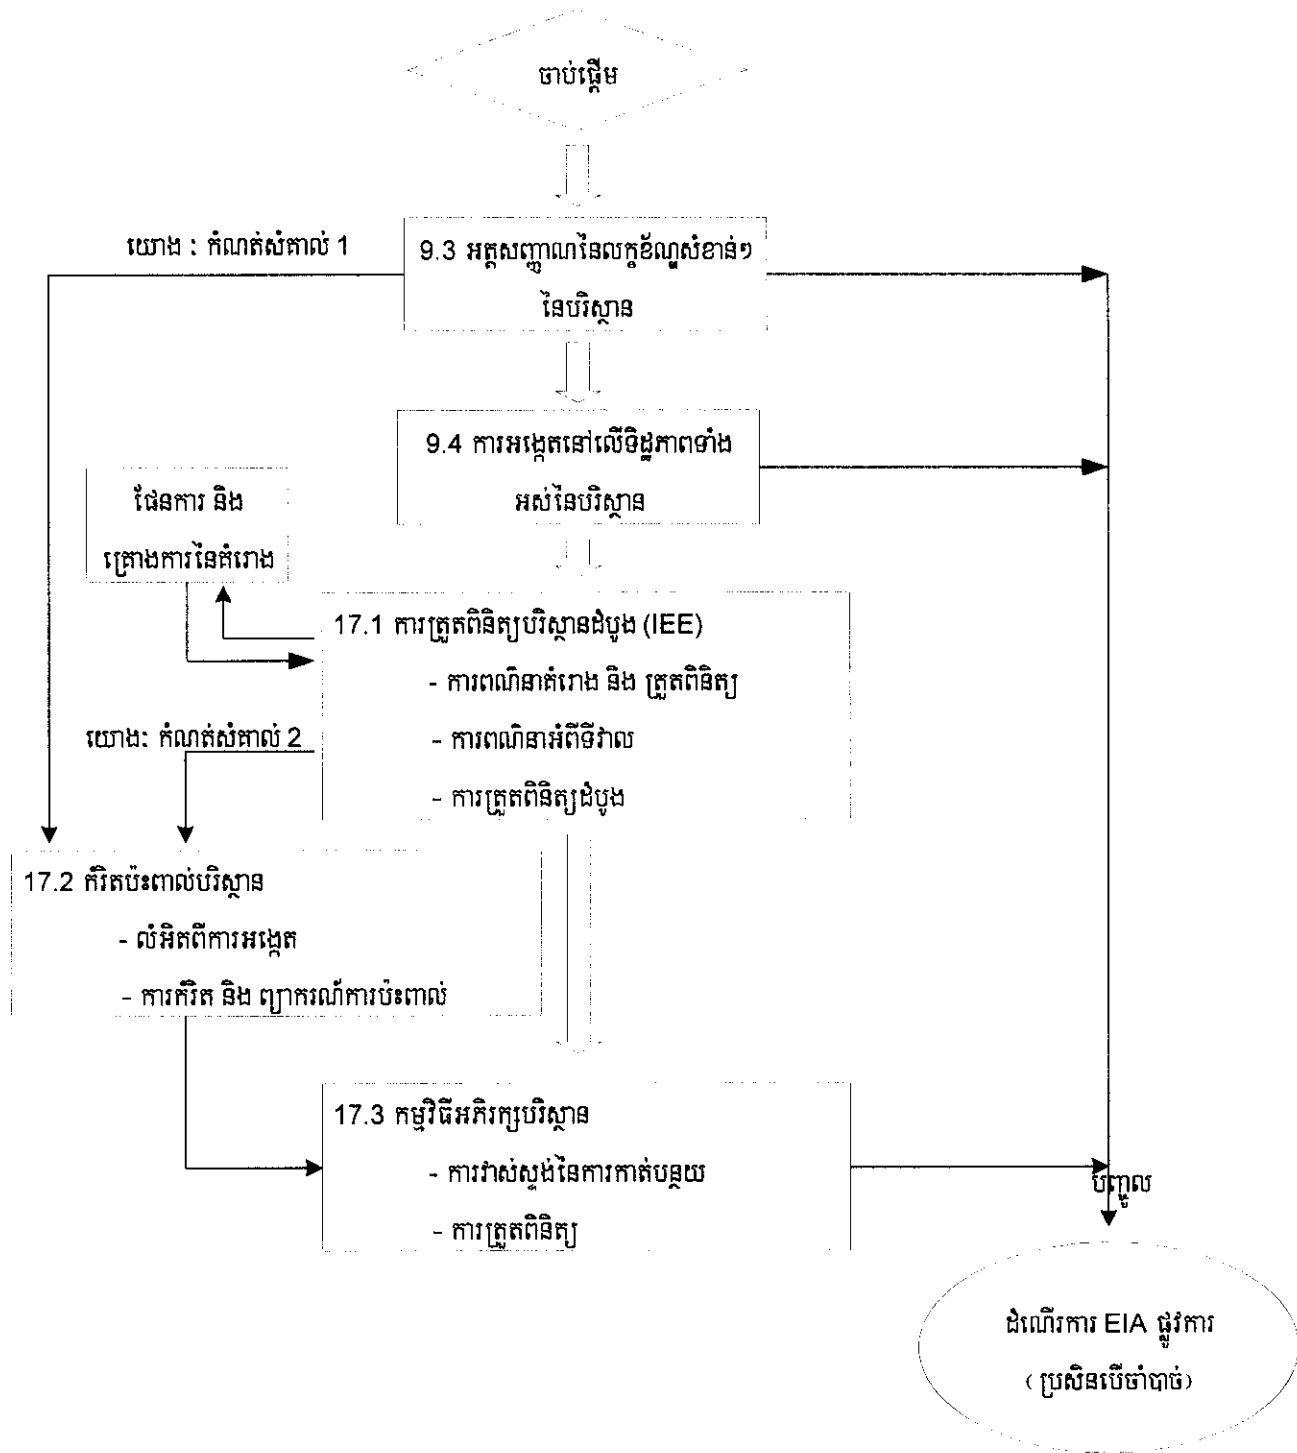 ចាប់ផ្តើម
យោង : កំណត់សំគាល់ 1
9.3 អត្តសញ្ញាណនៃលក្ខខ័ណ្ឌសំខាន់ៗ
នៃបរិស្ថាន
9.4 ការអង្កេតនៅលើទិដ្ឋភាពទាំង
អស់នៃបរិស្ថាន
ផែនការ និង
គ្រោងការនៃគំរោង
17.1 ការត្រួតពិនិត្យបរិស្ថានដំបូង (IEE)
- ការពណ៌នាគំរោង និង ត្រួតពិនិត្យ
- ការពណ៌នាអំពីទីវាល
- ការត្រួតពិនិត្យដំបូង
យោង: កំណត់សំគាល់ 2
17.2 កំរិតប៉ះពាល់បរិស្ថាន
- លំអិតពីការអង្កេត
- ការកំរិត និង ព្យាករណ៍ការប៉ះពាល់
17.3 កម្មវិធីអភិរក្សបរិស្ថាន
- ការវាស់ស្ទង់នៃការកាត់បន្ថយ
- ការត្រួតពិនិត្យ
បញ្ចូល
ដំណើរការ EIA ផ្លូវការ
( ប្រសិនបើចាំបាច់)